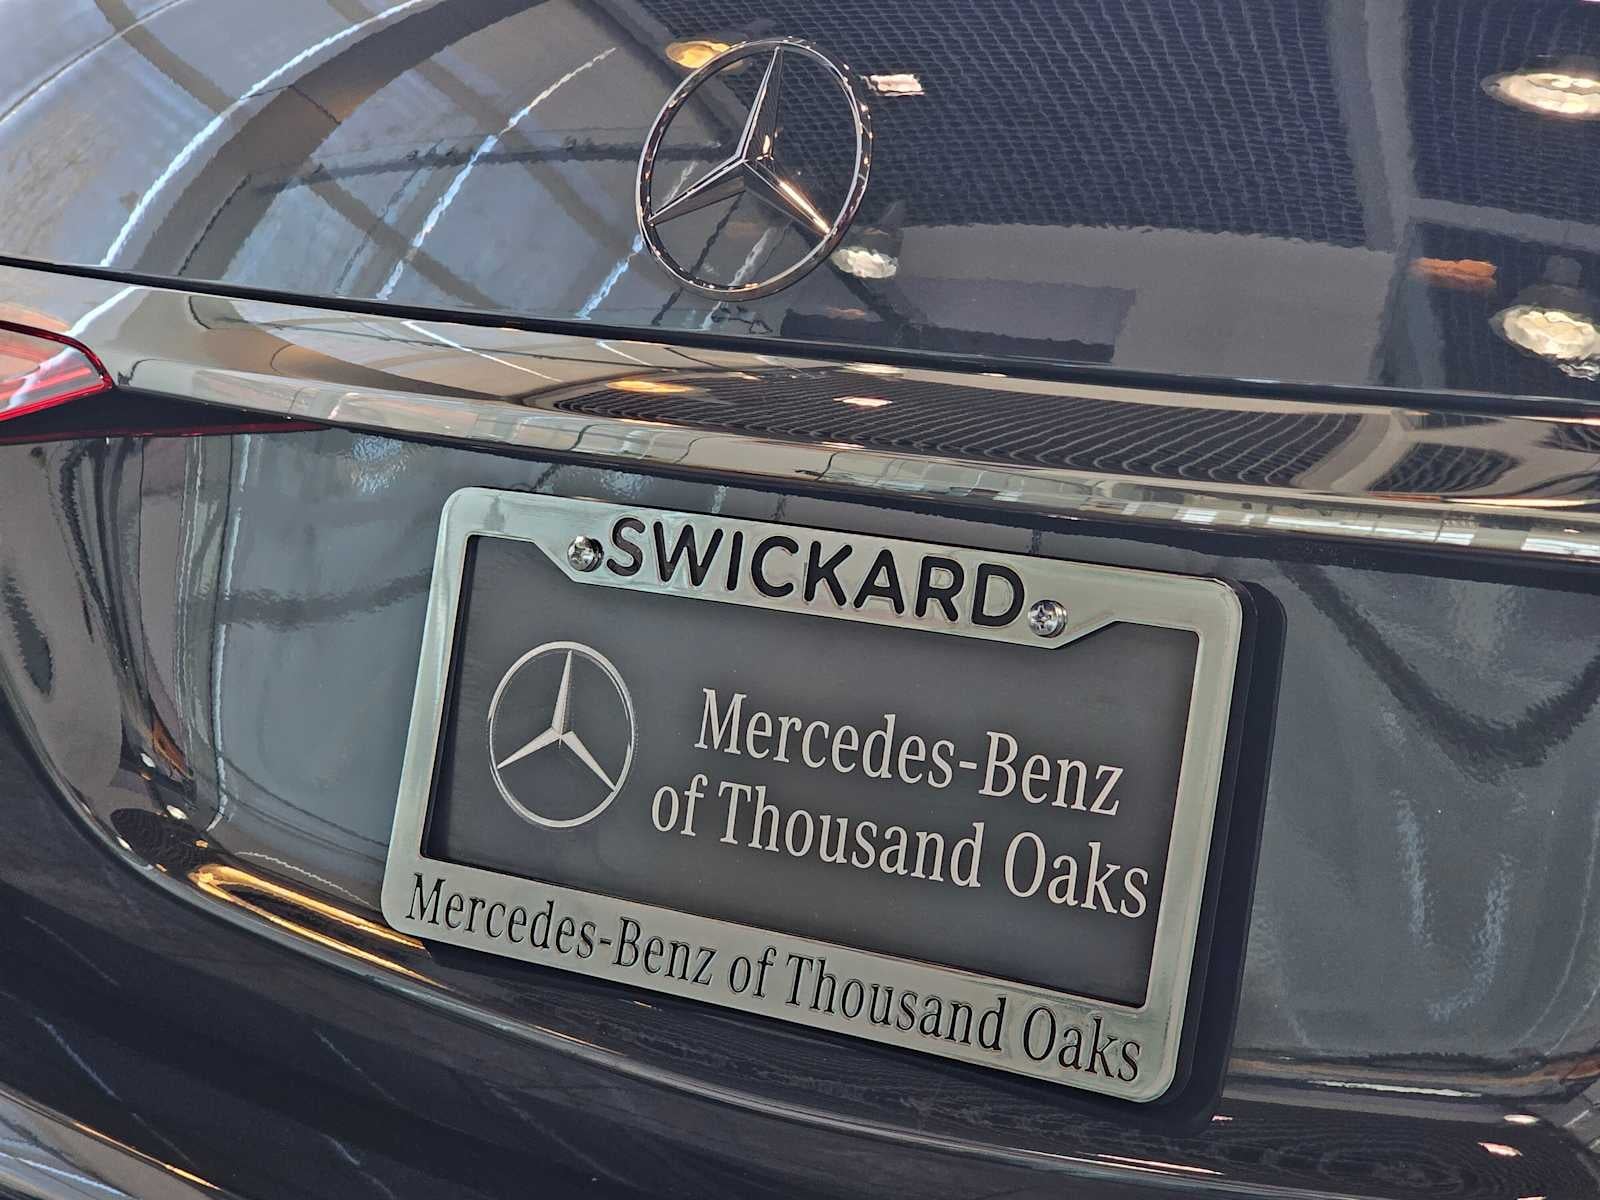 SWICKARD
Mercedes-Benz
of Thousand Oaks
Mercedes-Benz of Thousand Oaks